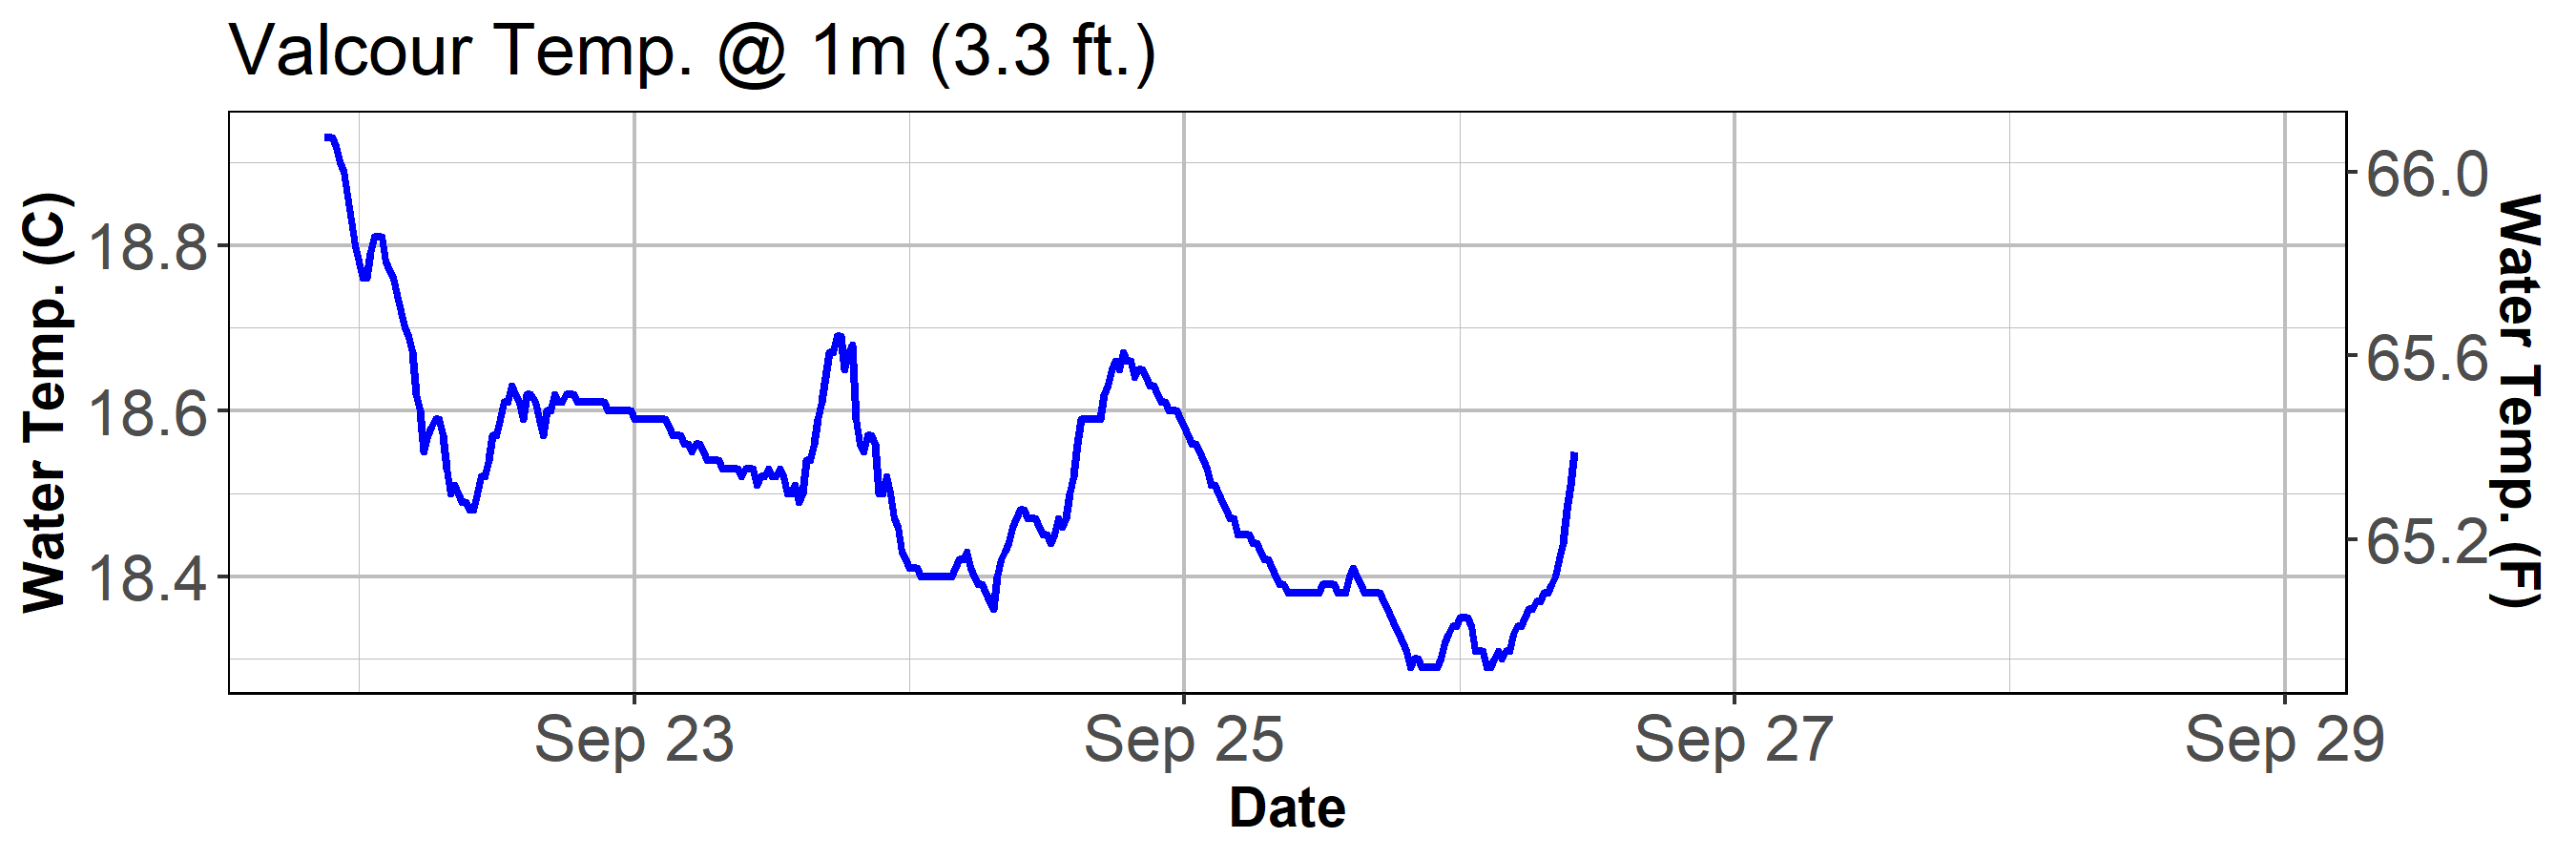 Valcour Temp. @ 1m (3.3 ft.)
Water Temp. (C)
18.8
18.6
18.4
66.0
65.6
65.2
Water Temp. (F)
Sep 23
Sep 25
Sep 27
Sep 29
Date